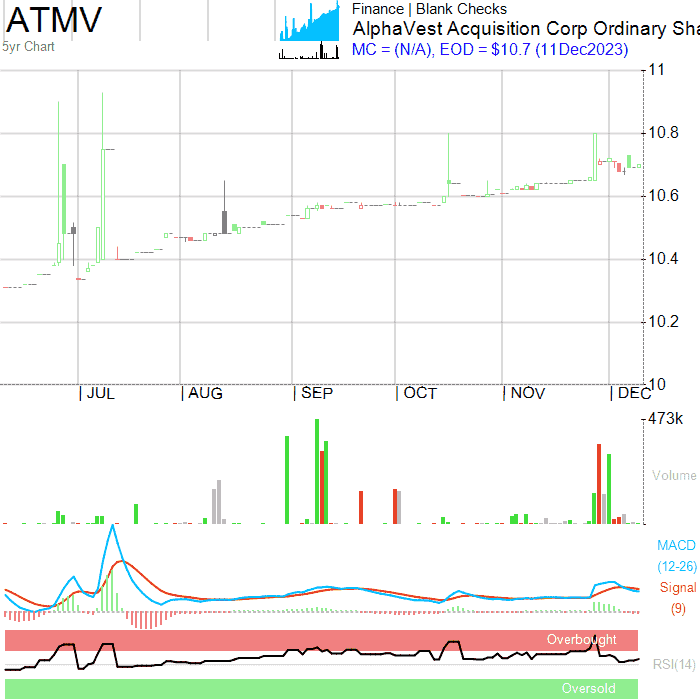 ATMV
5yr Chart
Finance | Blank Checks
AlphaVest Acquisition Corp Ordinary Sha
MC = (N/A), EOD = $10.7 (11Dec2023)
11
10.8
10.6
10.4
10.2
10
| JUL
| AUG
| SEP
| OCT
| NOV
| DEC
473k
Volume
MACD
(12-26)
Signal
(9)
Overbought
RSI(14)
Oversold